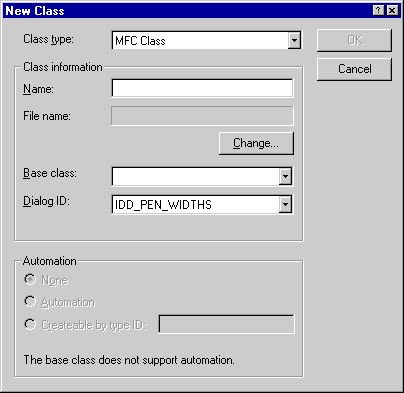 New Class
Class type: MFC Class OK
Class information Cancel
Name:
File name:
Change...
Base class:
Dialog ID: IDD_PEN_WIDTHS
Automation
None
Automation
Createable by type ID:
The base class does not support automation.